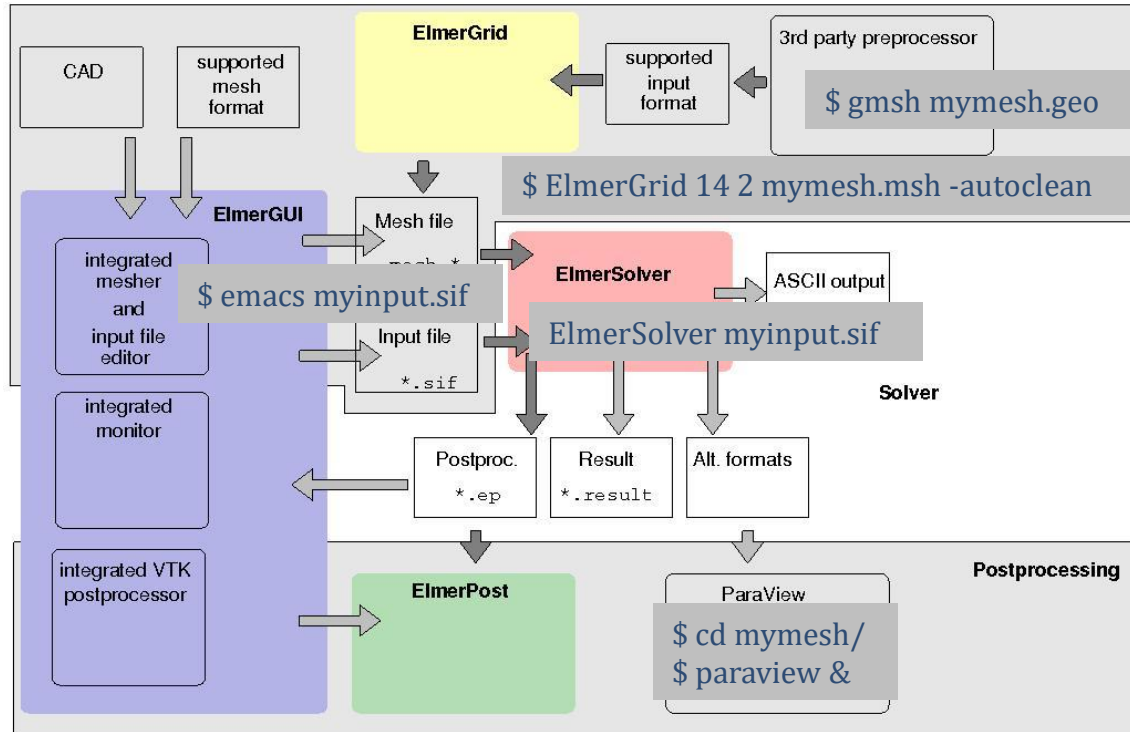 CAD
supported
mesh
format
ElmerGrid
supported
input
format
3rd party preprocessor
$ gmsh mymesh.geo
$ ElmerGrid 14 2 mymesh.msh -autoclean
ElmerGUI
integrated
mesher
and
input file
editor
Mesh file
$ emacs myinput.sif
Input file
*.sif
ElmerSolver
ElmerSolver myinput.sif
ASCII output
Solver
integrated
monitor
Postproc.
*.ep
Result
*.result
Alt. formats
integrated VTK
postprocessor
ElmerPost
Postprocessing
ParaView
$ cd mymesh/
$ paraview &